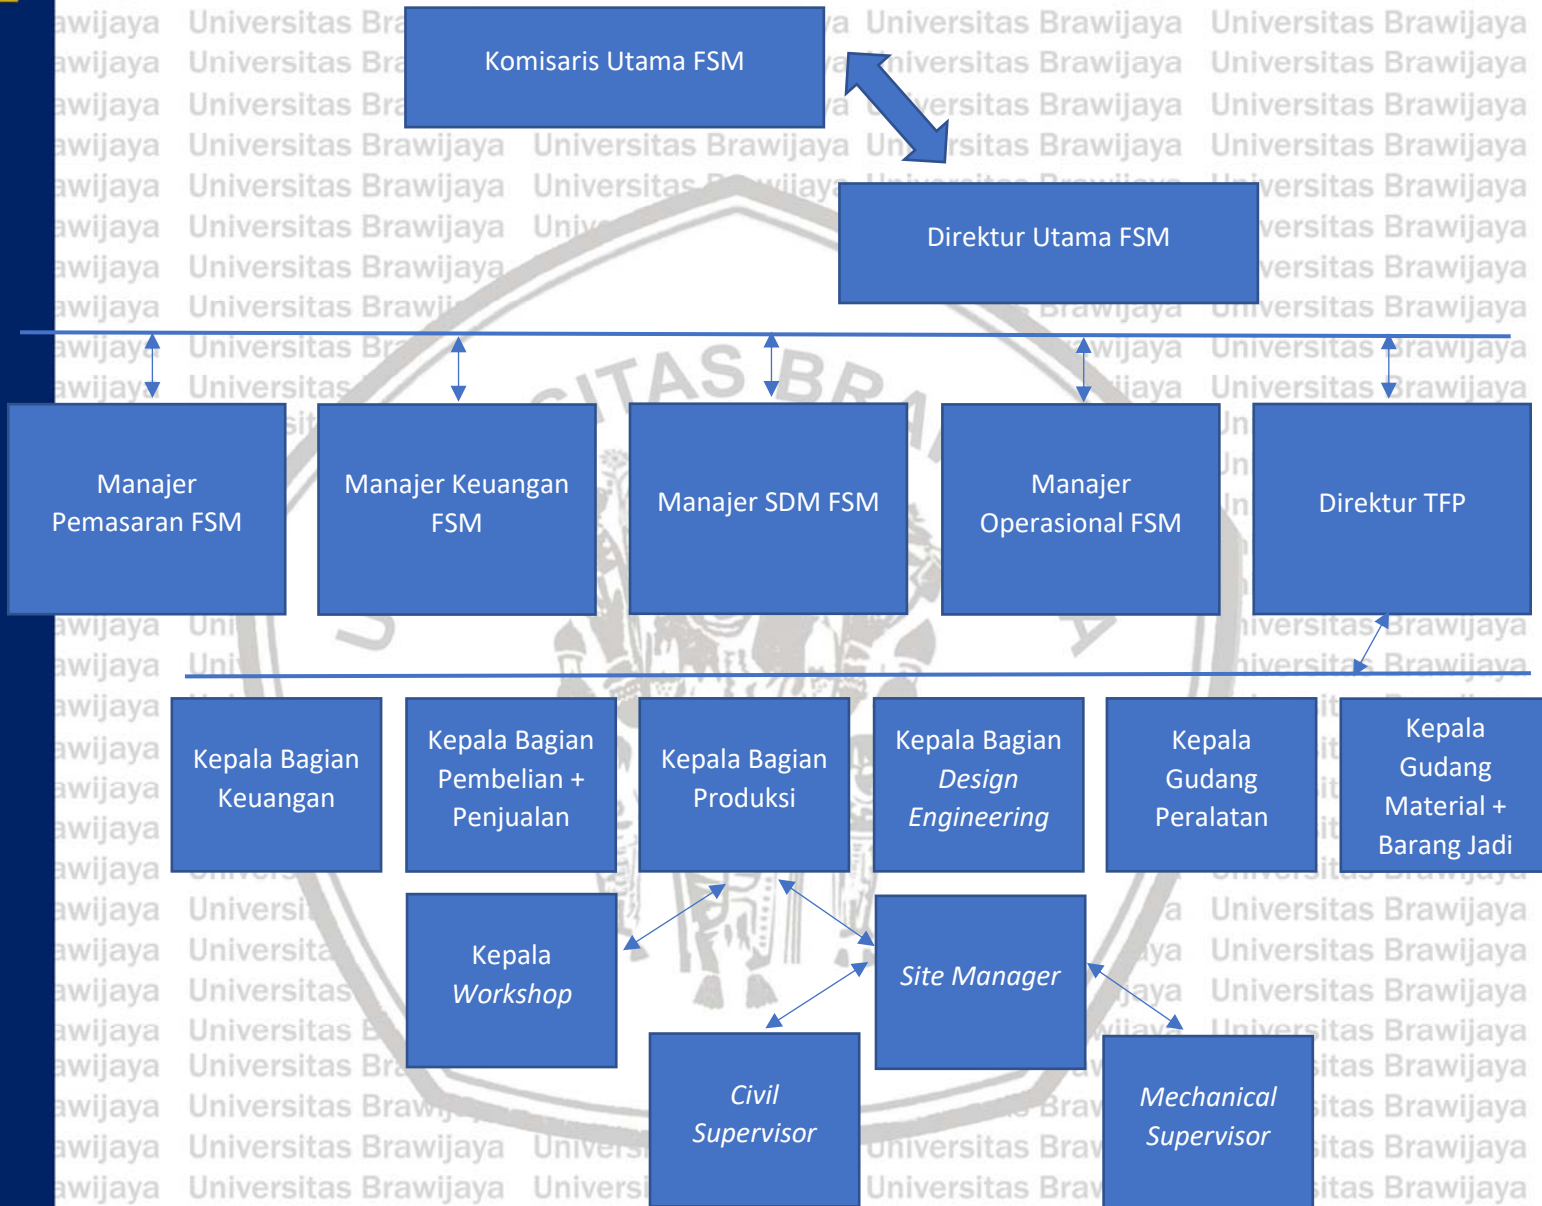 Komisaris Utama FSM
Direktur Utama FSM
Manajer
Pemasaran FSM
Manajer Keuangan
FSM
Manajer SDM FSM
Manajer
Operasional FSM
Direktur TFP
Kepala Bagian
Keuangan
Kepala Bagian
Pembelian +
Penjualan
Kepala Bagian
Produksi
Kepala Bagian
Design
Engineering
Kepala
Gudang
Peralatan
Kepala
Gudang
Material +
Barang Jadi
Kepala
Workshop
Site Manager
Civil
Supervisor
Mechanical
Supervisor
Universitas Brawijaya